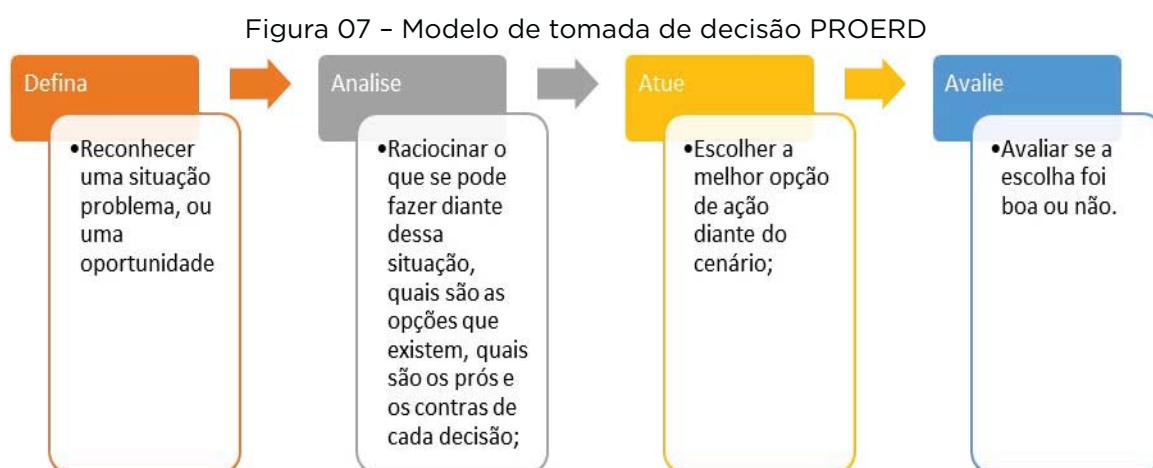 Figura 07 – Modelo de tomada de decisão PROERD
Defina
•Reconhecer
uma situação
problema, ou
uma
oportunidade
Analise
•Raciocinar o
que se pode
fazer diante
dessa
situação,
quais são as
opções que
existem, quais
são os prós e
os contras de
cada decisão;
Atue
•Escolher a
melhor opção
de ação
diante do
cenário;
Avalie
•Avaliar se a
escolha foi
boa ou não.